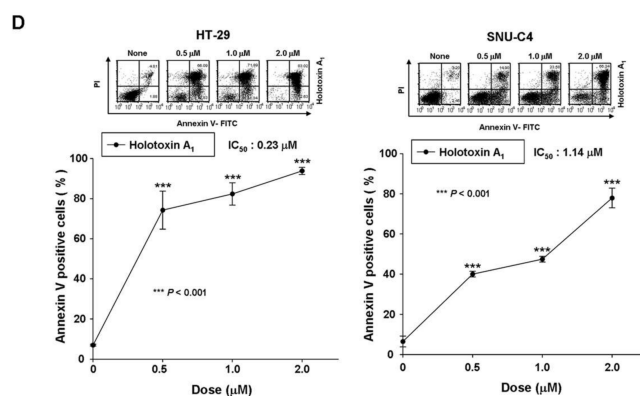 D
HT-29
None 0.5 μM 1.0 μM 2.0 μM
PI
Holotoxin A1
Annexin V- FITC
Holotoxin A1 IC50 : 0.23 μM
***
***
***
*** P < 0.001
Annexin V positive cells ( % )
100
80
60
40
20
0
0 0.5 1.0 2.0
Dose (μM)
SNU-C4
None 0.5 μM 1.0 μM 2.0 μM
PI
Holotoxin A1
Annexin V- FITC
Holotoxin A1 IC50 : 1.14 μM
*** P < 0.001
***
***
***
Annexin V positive cells ( % )
100
80
60
40
20
0
0 0.5 1.0 2.0
Dose (μM)